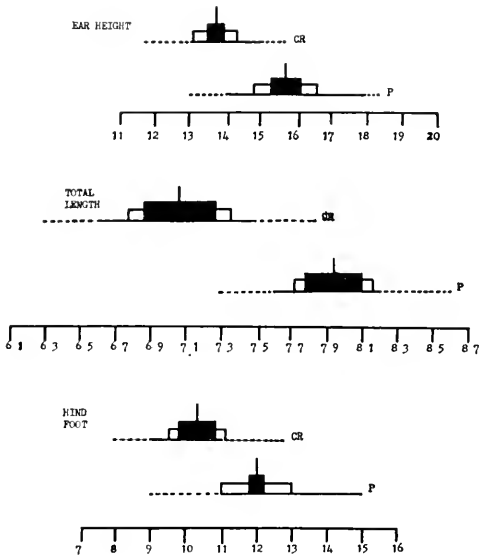 EAR HEIGHT
CR
P
11 12 13 14 15 16 17 18 19 20
TOTAL
LENGTH
CR
P
61 63 65 67 69 71 73 75 77 79 81 83 85 87
HIND
FOOT
CR
P
7 8 9 10 11 12 13 14 15 16